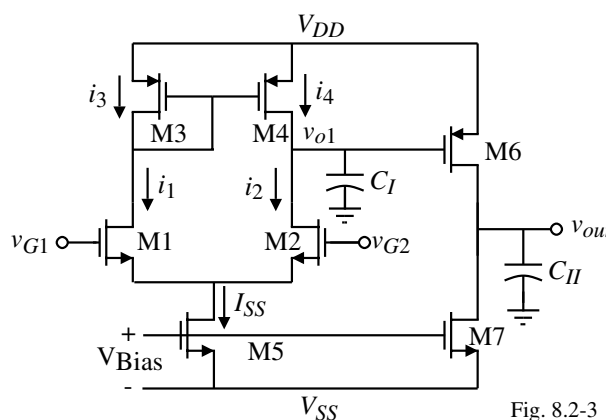 V_DD
i_3
i_4
M3
M4
v_o1
M6
i_1
i_2
C_I
v_G1
M1
M2
v_G2
v_ou
C_II
I_SS
+
V_Bias
M5
M7
-
V_SS
Fig. 8.2-3